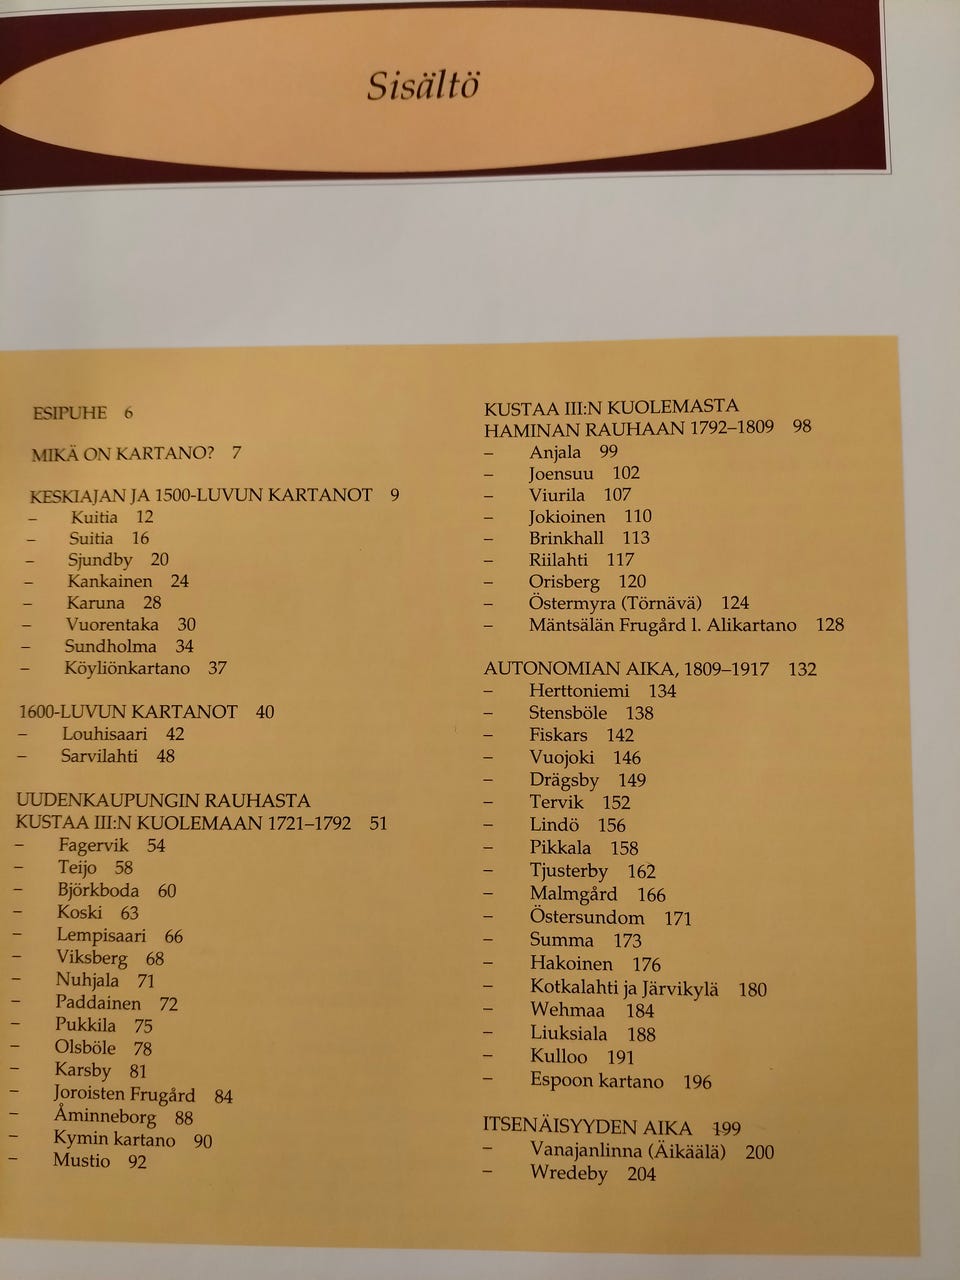 Sisältö
ESIPUHE 6
MIKÄ ON KARTANO? 7
KESKIAJAN JA 1500-LUVUN KARTANOT 9
– Kuitia 12
– Suitia 16
– Sjundby 20
– Kankainen 24
– Karuna 28
– Vuorentaka 30
– Sundholma 34
– Köyliönkartano 37
1600-LUVUN KARTANOT 40
– Louhisaari 42
– Sarvilahti 48
UUDENKAUPUNGIN RAUHASTA
KUSTAA III:N KUOLEMAAN 1721–1792 51
– Fagervik 54
– Teijo 58
– Björkboda 60
– Koski 63
– Lempisaari 66
– Viksberg 68
– Nuhjala 71
– Paddainen 72
– Pukkila 75
– Olsböle 78
– Karsby 81
– Joroisten Frugård 84
– Åminneborg 88
– Kymin kartano 90
– Mustio 92
KUSTAA III:N KUOLEMASTA
HAMINAN RAUHAAN 1792–1809 98
– Anjala 99
– Joensuu 102
– Viurila 107
– Jokioinen 110
– Brinkhall 113
– Riilahti 117
– Orisberg 120
– Östermyra (Törnävä) 124
– Mäntsälän Frugård l. Alikartano 128
AUTONOMIAN AIKA, 1809–1917 132
– Herttoniemi 134
– Stensböle 138
– Fiskars 142
– Vuojoki 146
– Drägsby 149
– Tervik 152
– Lindö 156
– Pikkala 158
– Tjusterby 162
– Malmgård 166
– Östersundom 171
– Summa 173
– Hakoinen 176
– Kotkalahti ja Järvikylä 180
– Wehmaa 184
– Liuksiala 188
– Kulloo 191
– Espoon kartano 196
ITSENÄISYYDEN AIKA 199
– Vanajanlinna (Äikäälä) 200
– Wredeby 204